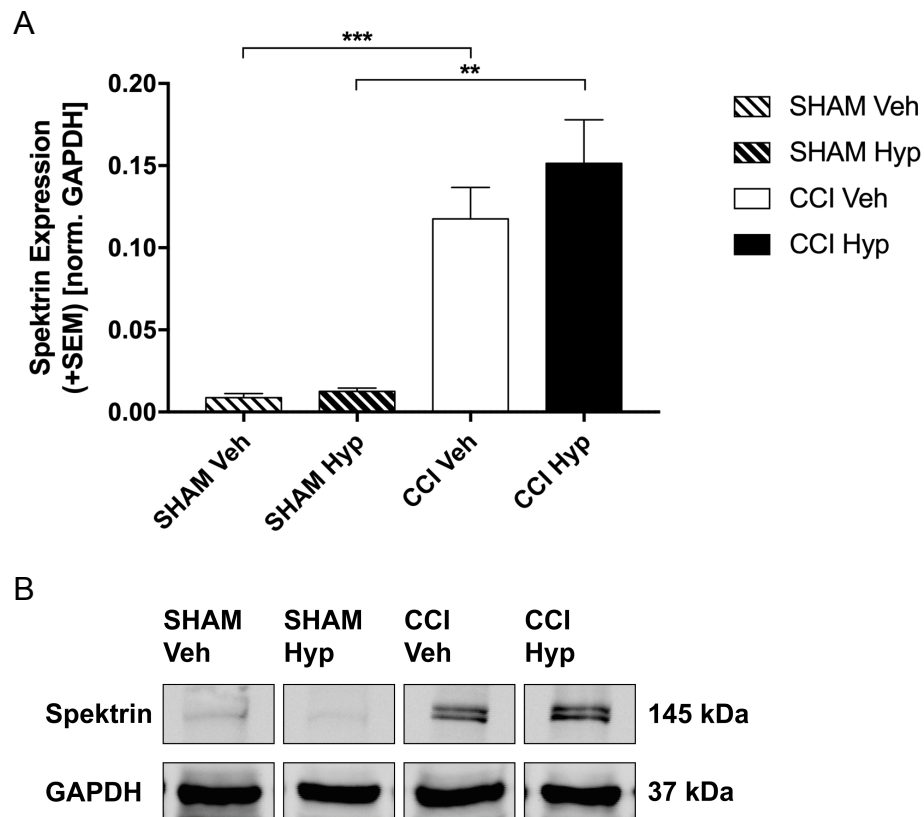 A
***
**
Spektrin Expression
(+SEM) [norm. GAPDH]
0.20
0.15
0.10
0.05
0.00
SHAM Veh
SHAM Hyp
CCI Veh
CCI Hyp
SHAM Veh
SHAM Hyp
CCI Veh
CCI Hyp
B
SHAM Veh
SHAM Hyp
CCI Veh
CCI Hyp
Spektrin
145 kDa
GAPDH
37 kDa